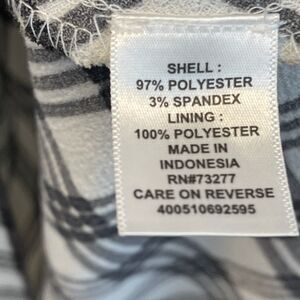 SHELL :
97% POLYESTER
3% SPANDEX
LINING :
100% POLYESTER
MADE IN
INDONESIA
RN#73277
CARE ON REVERSE
400510692595